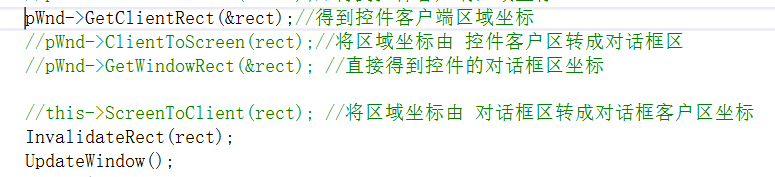 pWnd->GetClientRect(&rect);//得到控件客户端区域坐标
//pWnd->ClientToScreen(rect);//将区域坐标由 控件客户区转成对话框区
//pWnd->GetWindowRect(&rect); //直接得到控件的对话框区坐标
//this->ScreenToClient(rect); //将区域坐标由 对话框区转成对话框客户区坐标
InvalidateRect(rect);
UpdateWindow();